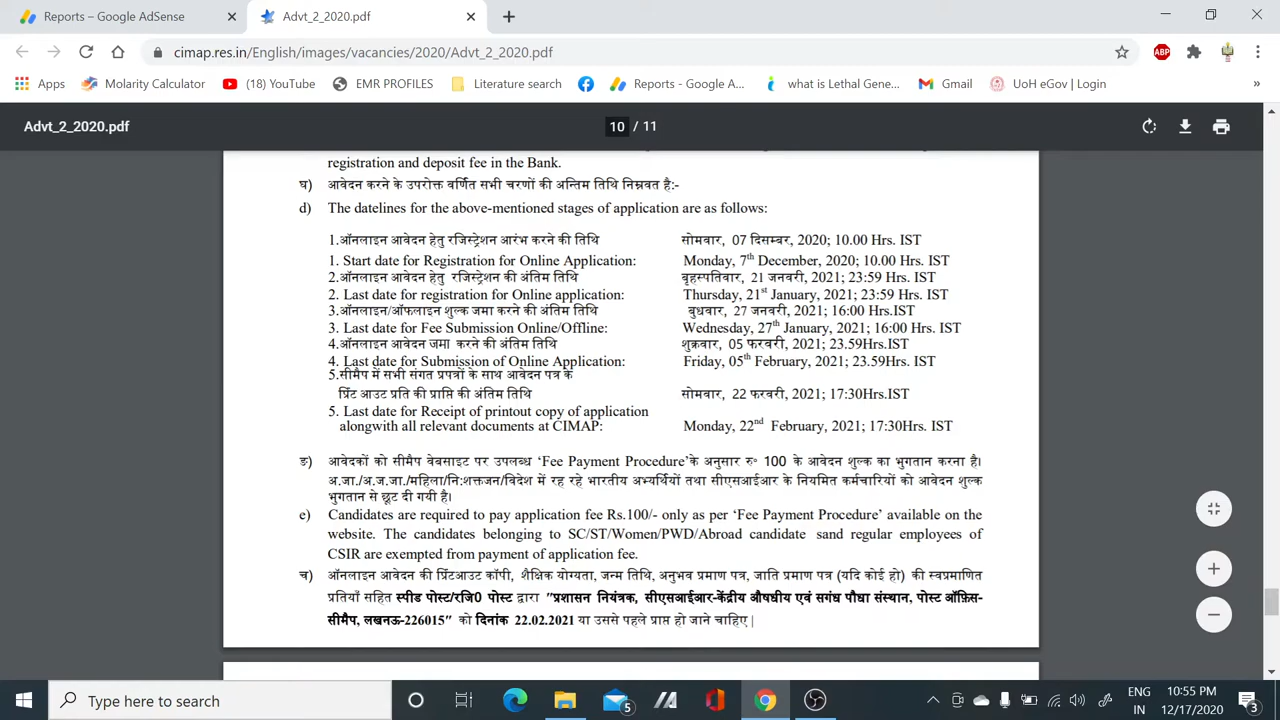 Reports – Google AdSense
Advt_2_2020.pdf
cimap.res.in/English/images/vacancies/2020/Advt_2_2020.pdf
ABP
Apps
Molarity Calculator
(18) YouTube
EMR PROFILES
Literature search
Reports - Google A...
what is Lethal Gene...
Gmail
UoH eGov | Login
»
Advt_2_2020.pdf
10 / 11
registration and deposit fee in the Bank.
घ) आवेदन करने के उपरोक्त वर्णित सभी चरणों की अन्तिम तिथि निम्नवत है:-
d) The datelines for the above-mentioned stages of application are as follows:
1.ऑनलाइन आवेदन हेतु रजिस्ट्रेशन आरंभ करने की तिथि सोमवार, 07 दिसम्बर, 2020; 10.00 Hrs. IST
1. Start date for Registration for Online Application: Monday, 7th December, 2020; 10.00 Hrs. IST
2.ऑनलाइन आवेदन हेतु रजिस्ट्रेशन की अंतिम तिथि बृहस्पतिवार, 21 जनवरी, 2021; 23:59 Hrs. IST
2. Last date for registration for Online application: Thursday, 21st January, 2021; 23:59 Hrs. IST
3.ऑनलाइन/ऑफलाइन शुल्क जमा करने की अंतिम तिथि बुधवार, 27 जनवरी, 2021; 16:00 Hrs.IST
3. Last date for Fee Submission Online/Offline: Wednesday, 27th January, 2021; 16:00 Hrs. IST
4.ऑनलाइन आवेदन जमा करने की अंतिम तिथि शुक्रवार, 05 फरवरी, 2021; 23.59Hrs.IST
4. Last date for Submission of Online Application: Friday, 05th February, 2021; 23.59Hrs. IST
5.सीमैप में सभी संगत प्रपत्रों के साथ आवेदन पत्र के
प्रिंट आउट प्रति की प्राप्ति की अंतिम तिथि सोमवार, 22 फरवरी, 2021; 17:30Hrs.IST
5. Last date for Receipt of printout copy of application
alongwith all relevant documents at CIMAP: Monday, 22nd February, 2021; 17:30Hrs. IST
ङ) आवेदकों को सीमैप वेबसाइट पर उपलब्ध ‘Fee Payment Procedure’के अनुसार रु॰ 100 के आवेदन शुल्क का भुगतान करना है।
अ.जा./अ.ज.जा./महिला/नि:शक्तजन/विदेश में रह रहे भारतीय अभ्यर्थियों तथा सीएसआईआर के नियमित कर्मचारियों को आवेदन शुल्क
भुगतान से छूट दी गयी है।
e) Candidates are required to pay application fee Rs.100/- only as per ‘Fee Payment Procedure’ available on the
website. The candidates belonging to SC/ST/Women/PWD/Abroad candidate sand regular employees of
CSIR are exempted from payment of application fee.
च) ऑनलाइन आवेदन की प्रिंटआउट कॉपी, शैक्षिक योग्यता, जन्म तिथि, अनुभव प्रमाण पत्र, जाति प्रमाण पत्र (यदि कोई हो) की स्वप्रमाणित
प्रतियाँ सहित स्पीड पोस्ट/रजि0 पोस्ट द्वारा "प्रशासन नियंत्रक, सीएसआईआर-केंद्रीय औषधीय एवं सगंध पौधा संस्थान, पोस्ट ऑफ़िस-
सीमैप, लखनऊ-226015" को दिनांक 22.02.2021 या उससे पहले प्राप्त हो जाने चाहिए |
Type here to search
5
ENG
IN
10:55 PM
12/17/2020
3